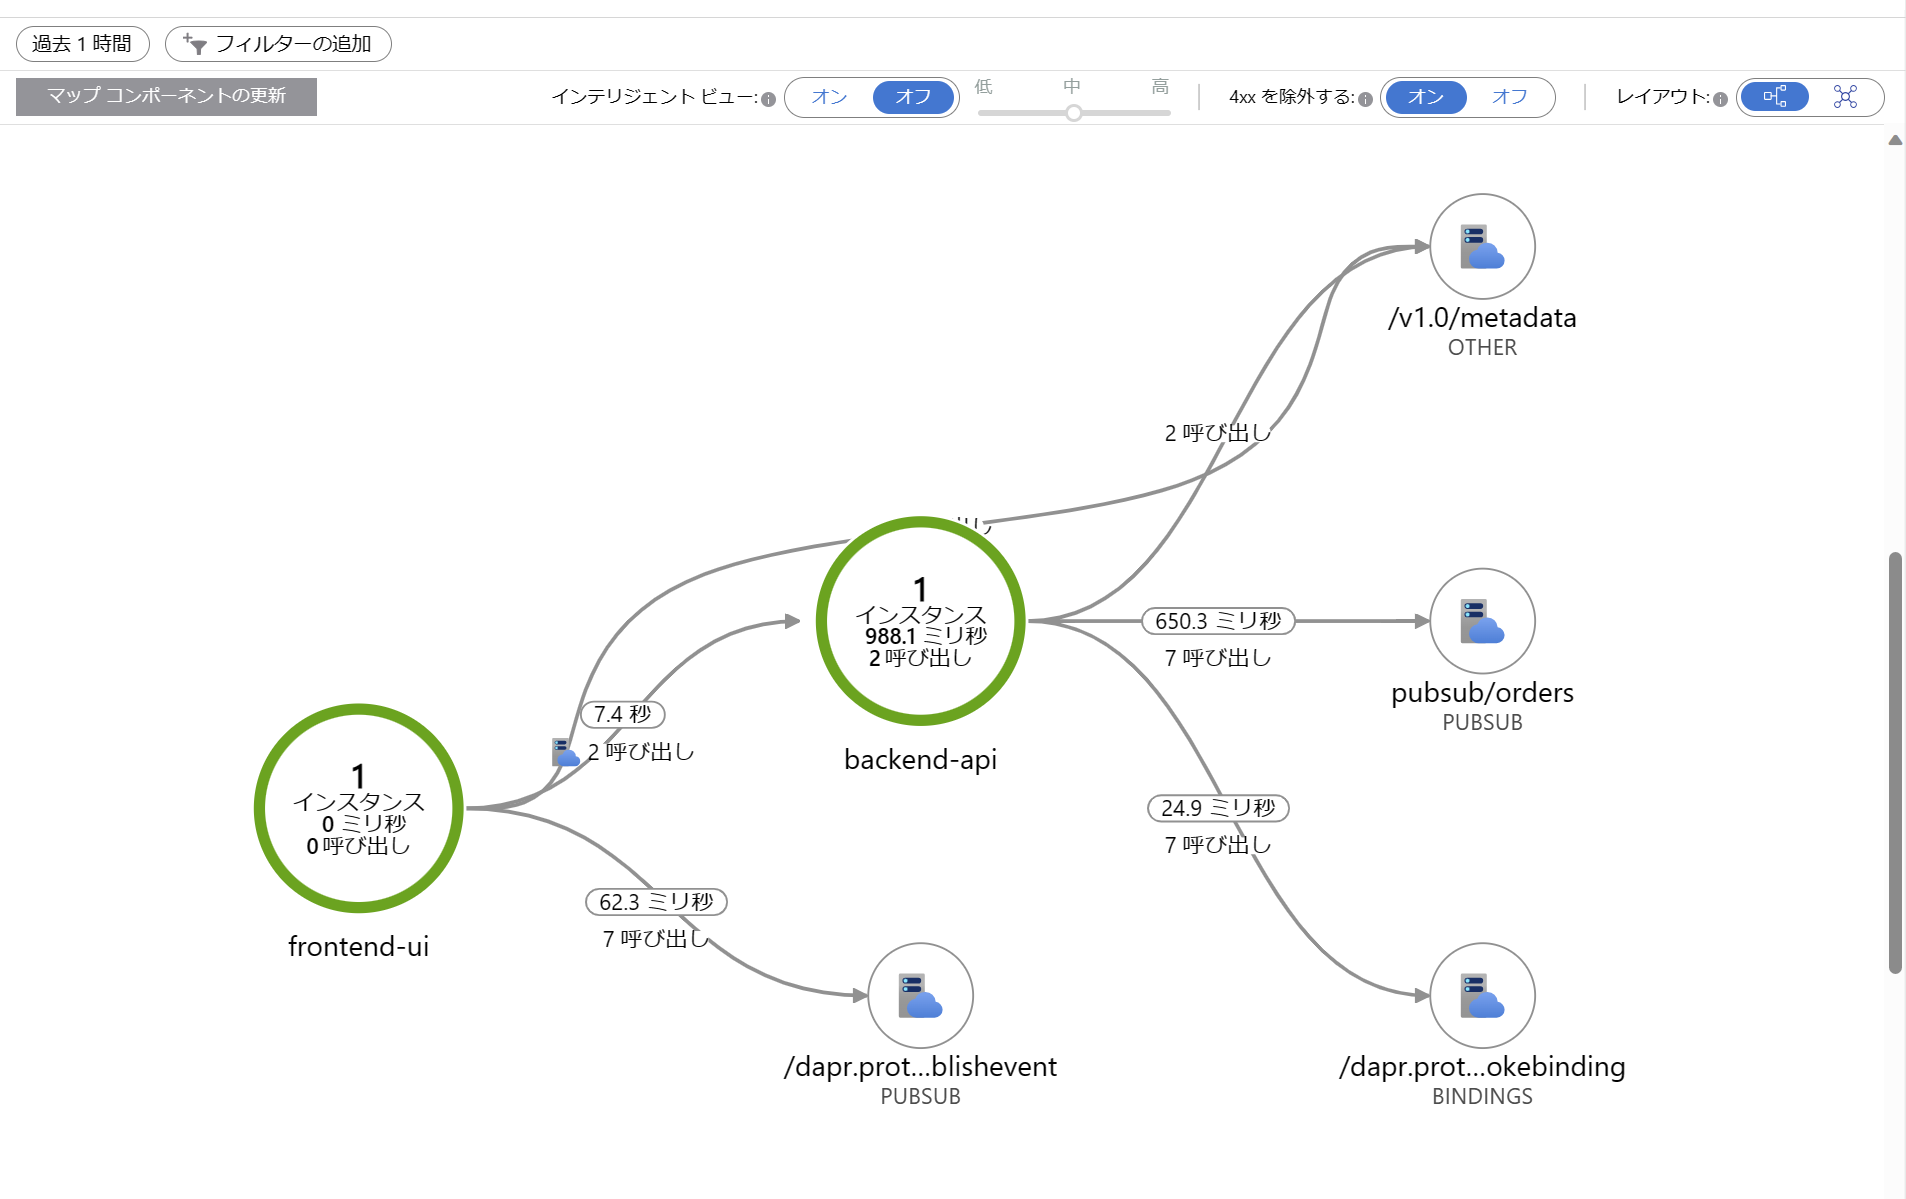 過去 1 時間
フィルターの追加
マップ コンポーネントの更新
インテリジェント ビュー:
オン
オフ
低
中
高
4xx を除外する:
オン
オフ
レイアウト:
/v1.0/metadata
OTHER
2 呼び出し
1
インスタンス
988.1 ミリ秒
2 呼び出し
backend-api
650.3 ミリ秒
7 呼び出し
pubsub/orders
PUBSUB
7.4 秒
2 呼び出し
1
インスタンス
0 ミリ秒
0 呼び出し
frontend-ui
24.9 ミリ秒
7 呼び出し
62.3 ミリ秒
7 呼び出し
/dapr.prot...blishevent
PUBSUB
/dapr.prot...okebinding
BINDINGS